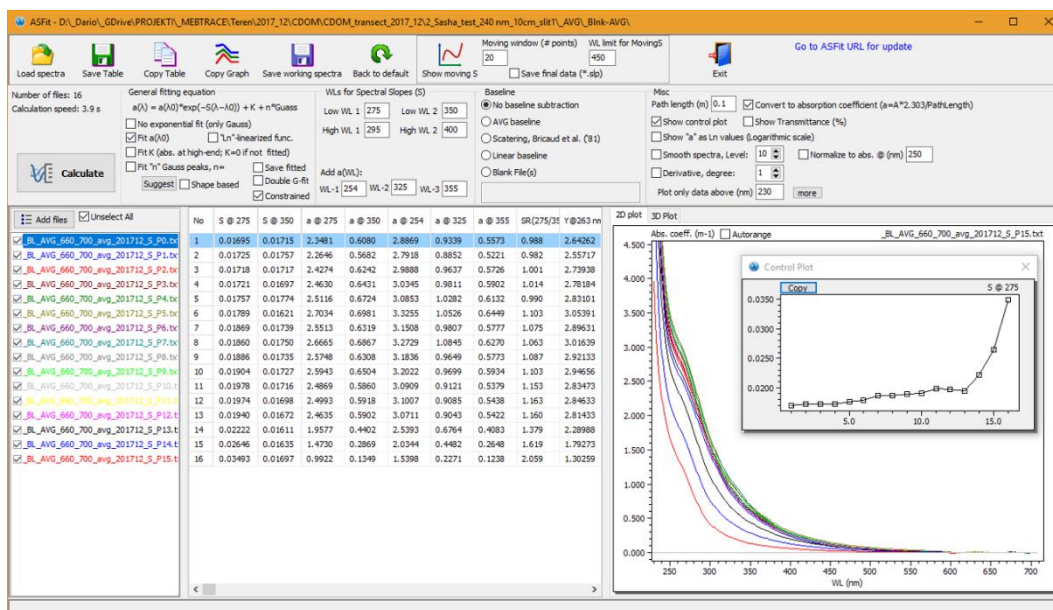 ASFit - D:\_Dario\_GDrive\PROJEKTI\_MEBTRACE\Teren\2017_12\CDOM\CDOM_transect_2017_12\2_Sasha_test_240 nm_10cm_slit1\_AVG\_Blnk-AVG\
Load spectra
Save Table
Copy Table
Copy Graph
Save working spectra
Back to default
Show moving S
Moving window (# points)
20
WL limit for MovingS
450
Save final data (*.slp)
Exit
Go to ASFit URL for update
Number of files: 16
Calculation speed: 3.9 s
Calculate
General fitting equation
a(λ) = a(λ0)*exp(−S(λ−λ0)) + K + n*Guass
No exponential fit (only Gauss)
Fit a(λ0)
"Ln"-linearized func.
Fit K (abs. at high-end; K=0 if not fitted)
Fit "n" Gauss peaks, n=
Save fitted
Double G-fit
Suggest
Shape based
Constrained
WLs for Spectral Slopes (S)
Low WL 1 275 Low WL 2 350
High WL 1 295 High WL 2 400
Add a(WL):
WL-1 254 WL-2 325 WL-3 355
Baseline
No baseline subtraction
AVG baseline
Scatering, Bricaud et al. ('81)
Linear baseline
Blank File(s)
Misc
Path length (m) 0.1 Convert to absorption coefficient (a=A*2.303/PathLength)
Show control plot Show Transmittance (%)
Show "a" as Ln values (Logarithmic scale)
Smooth spectra, Level: 10 Normalize to abs. @ (nm) 250
Derivative, degree: 1
Plot only data above (nm) 230 more
Add files
Unselect All
_BL_AVG_660_700_avg_201712_S_P0.txt
_BL_AVG_660_700_avg_201712_S_P1.txt
_BL_AVG_660_700_avg_201712_S_P2.txt
_BL_AVG_660_700_avg_201712_S_P3.txt
_BL_AVG_660_700_avg_201712_S_P4.txt
_BL_AVG_660_700_avg_201712_S_P5.txt
_BL_AVG_660_700_avg_201712_S_P6.txt
_BL_AVG_660_700_avg_201712_S_P7.txt
_BL_AVG_660_700_avg_201712_S_P8.txt
_BL_AVG_660_700_avg_201712_S_P9.txt
_BL_AVG_660_700_avg_201712_S_P10.t
_BL_AVG_660_700_avg_201712_S_P11.t
_BL_AVG_660_700_avg_201712_S_P12.t
_BL_AVG_660_700_avg_201712_S_P13.t
_BL_AVG_660_700_avg_201712_S_P14.t
_BL_AVG_660_700_avg_201712_S_P15.t
No S @ 275 S @ 350 a @ 275 a @ 350 a @ 254 a @ 325 a @ 355 SR(275/35 Y@263 nm
1 0.01695 0.01715 2.3481 0.6080 2.8869 0.9339 0.5573 0.988 2.64262
2 0.01725 0.01757 2.2646 0.5682 2.7918 0.8852 0.5221 0.982 2.55717
3 0.01718 0.01717 2.4274 0.6242 2.9888 0.9637 0.5726 1.001 2.73938
4 0.01721 0.01697 2.4630 0.6431 3.0345 0.9811 0.5902 1.014 2.78184
5 0.01757 0.01774 2.5116 0.6724 3.0853 1.0282 0.6132 0.990 2.83101
6 0.01789 0.01621 2.7034 0.6981 3.3255 1.0526 0.6449 1.103 3.05391
7 0.01869 0.01739 2.5513 0.6319 3.1508 0.9807 0.5777 1.075 2.89631
8 0.01860 0.01750 2.6665 0.6867 3.2729 1.0845 0.6270 1.063 3.01639
9 0.01886 0.01735 2.5748 0.6308 3.1836 0.9649 0.5773 1.087 2.92133
10 0.01904 0.01727 2.5943 0.6504 3.2022 0.9699 0.5934 1.103 2.94656
11 0.01978 0.01716 2.4869 0.5860 3.0909 0.9121 0.5379 1.153 2.83473
12 0.01974 0.01698 2.4993 0.5918 3.1007 0.9085 0.5438 1.163 2.84633
13 0.01940 0.01672 2.4635 0.5902 3.0711 0.9043 0.5422 1.160 2.81433
14 0.02222 0.01611 1.9577 0.4402 2.5393 0.6764 0.4083 1.379 2.28988
15 0.02646 0.01635 1.4730 0.2869 2.0344 0.4482 0.2648 1.619 1.79273
16 0.03493 0.01697 0.9922 0.1349 1.5398 0.2271 0.1238 2.059 1.30259
2D plot 3D Plot
Abs. coeff. (m-1) Autorange _BL_AVG_660_700_avg_201712_S_P15.txt
4.500
4.000
3.500
3.000
2.500
2.000
1.500
1.000
0.500
0.000
250 300 350 400 450 500 550 600 650 700
WL (nm)
Control Plot
Copy S @ 275
0.0350
0.0300
0.0250
0.0200
5.0 10.0 15.0